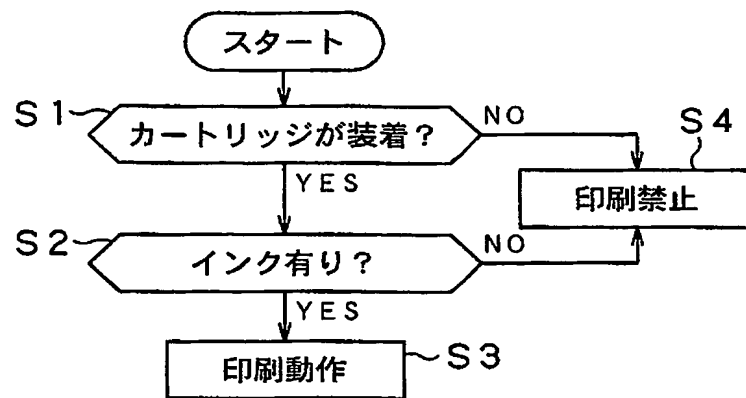 スタート
S1
カートリッジが装着？
NO
S4
印刷禁止
YES
S2
インク有り？
NO
YES
印刷動作
S3